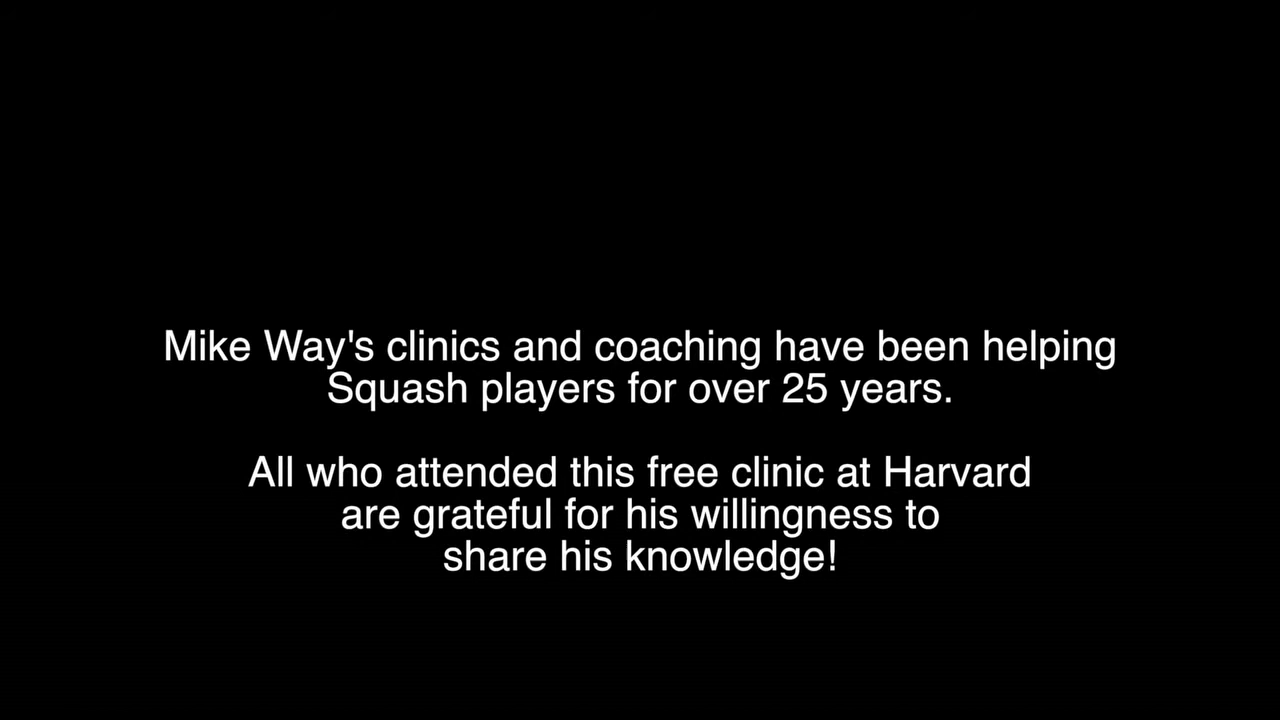 Mike Way's clinics and coaching have been helping
Squash players for over 25 years.
All who attended this free clinic at Harvard
are grateful for his willingness to
share his knowledge!